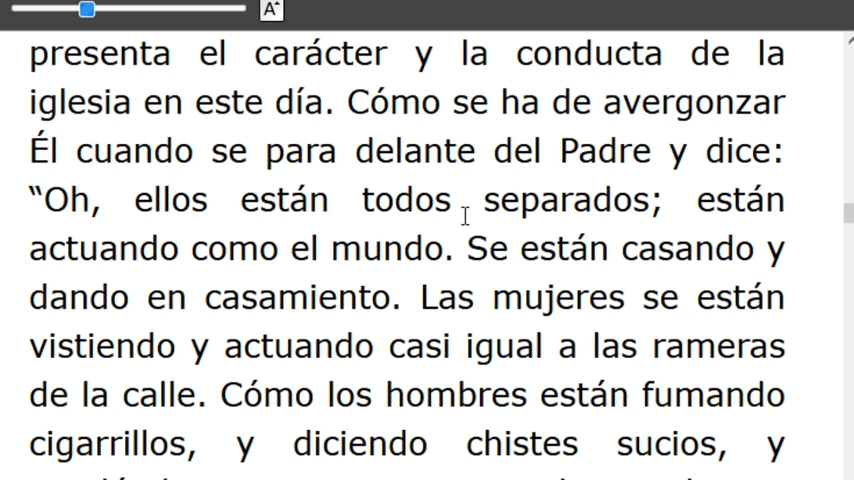 A
presenta el carácter y la conducta de la
iglesia en este día. Cómo se ha de avergonzar
Él cuando se para delante del Padre y dice:
“Oh, ellos están todos separados; están
actuando como el mundo. Se están casando y
dando en casamiento. Las mujeres se están
vistiendo y actuando casi igual a las rameras
de la calle. Cómo los hombres están fumando
cigarrillos, y diciendo chistes sucios, y